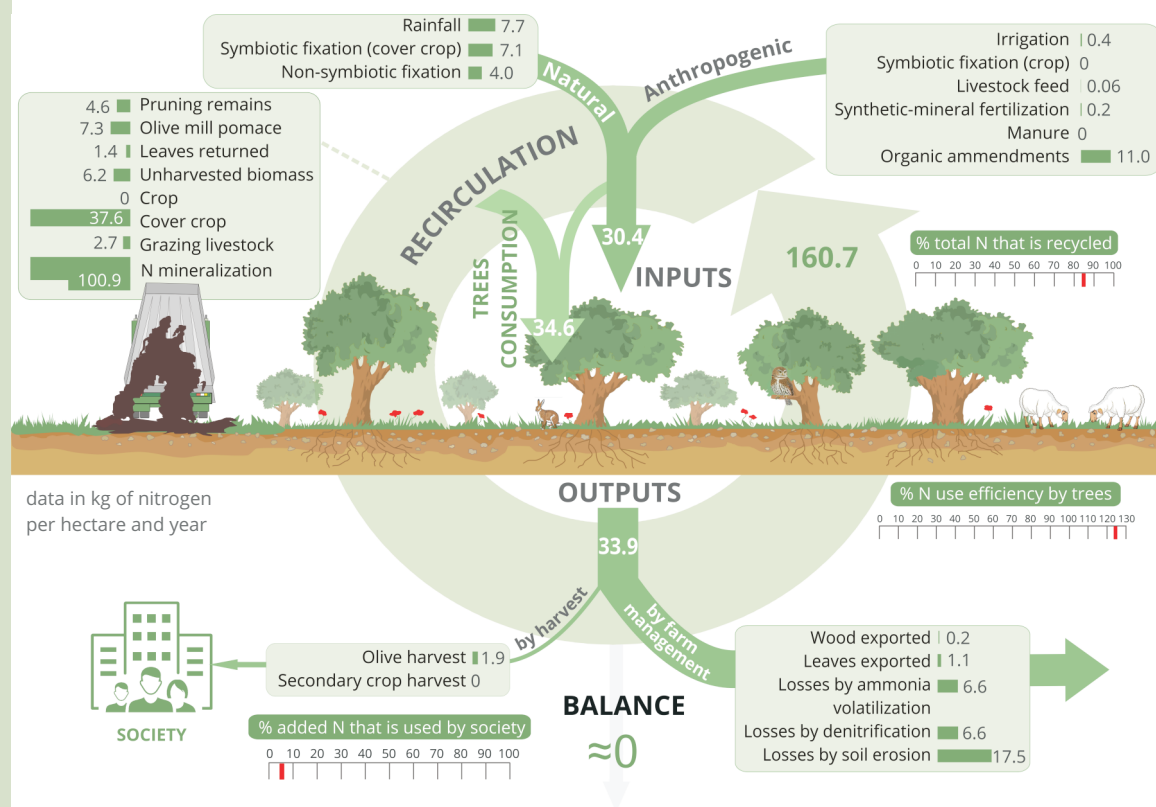 Rainfall 7.7
Symbiotic fixation (cover crop) 7.1
Non-symbiotic fixation 4.0
Natural
Anthropogenic
Irrigation 0.4
Symbiotic fixation (crop) 0
Livestock feed 0.06
Synthetic-mineral fertilization 0.2
Manure 0
Organic ammendments 11.0
4.6 Pruning remains
7.3 Olive mill pomace
1.4 Leaves returned
6.2 Unharvested biomass
0 Crop
37.6 Cover crop
2.7 Grazing livestock
100.9 N mineralization
RECIRCULATION
TREES
CONSUMPTION
34.6
30.4
INPUTS
160.7
% total N that is recycled
0 10 20 30 40 50 60 70 80 90 100
data in kg of nitrogen
per hectare and year
OUTPUTS
33.9
% N use efficiency by trees
0 10 20 30 40 50 60 70 80 90 100 110 120 130
by harvest
by farm
management
Olive harvest 1.9
Secondary crop harvest 0
SOCIETY
% added N that is used by society
0 10 20 30 40 50 60 70 80 90 100
BALANCE
≈0
Wood exported 0.2
Leaves exported 1.1
Losses by ammonia 6.6
volatilization
Losses by denitrification 6.6
Losses by soil erosion 17.5